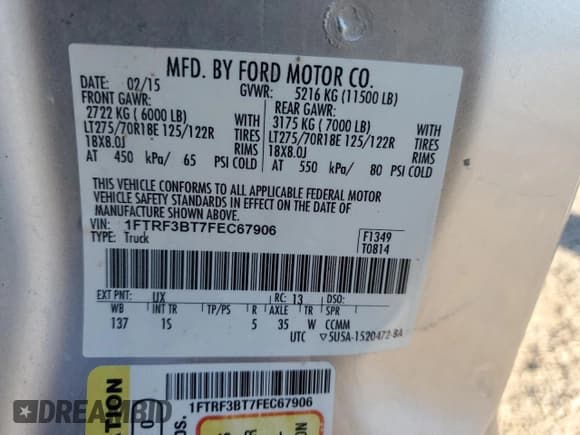 MFD. BY FORD MOTOR CO.
DATE: 02/15 GVWR: 5216 KG (11500 LB)
FRONT GAWR: REAR GAWR:
2722 KG ( 6000 LB) WITH 3175 KG ( 7000 LB) WITH
LT275/70R18E 125/122R TIRES LT275/70R18E 125/122R TIRES
18X8.0J RIMS 18X8.0J RIMS
AT 450 kPa/ 65 PSI COLD AT 550 kPa/ 80 PSI COLD
THIS VEHICLE CONFORMS TO ALL APPLICABLE FEDERAL MOTOR
VEHICLE SAFETY STANDARDS IN EFFECT ON THE DATE OF
MANUFACTURE SHOWN ABOVE.
VIN: 1FTRF3BT7FEC67906
TYPE: Truck
F1349
T0814
EXT PNT: UX RC: 13 DSO:
WB INT TR TP/PS R AXLE TR SPR
137 1S 5 35 W CCMM
UTC ▽5U5A-1520472-BA
1FTRF3BT7FEC67906
DREAMBID